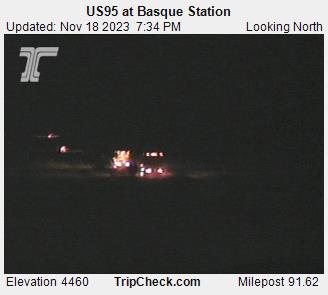 US95 at Basque Station
Updated: Nov 18 2023 7:34 PM Looking North
Elevation 4460 TripCheck.com Milepost 91.62